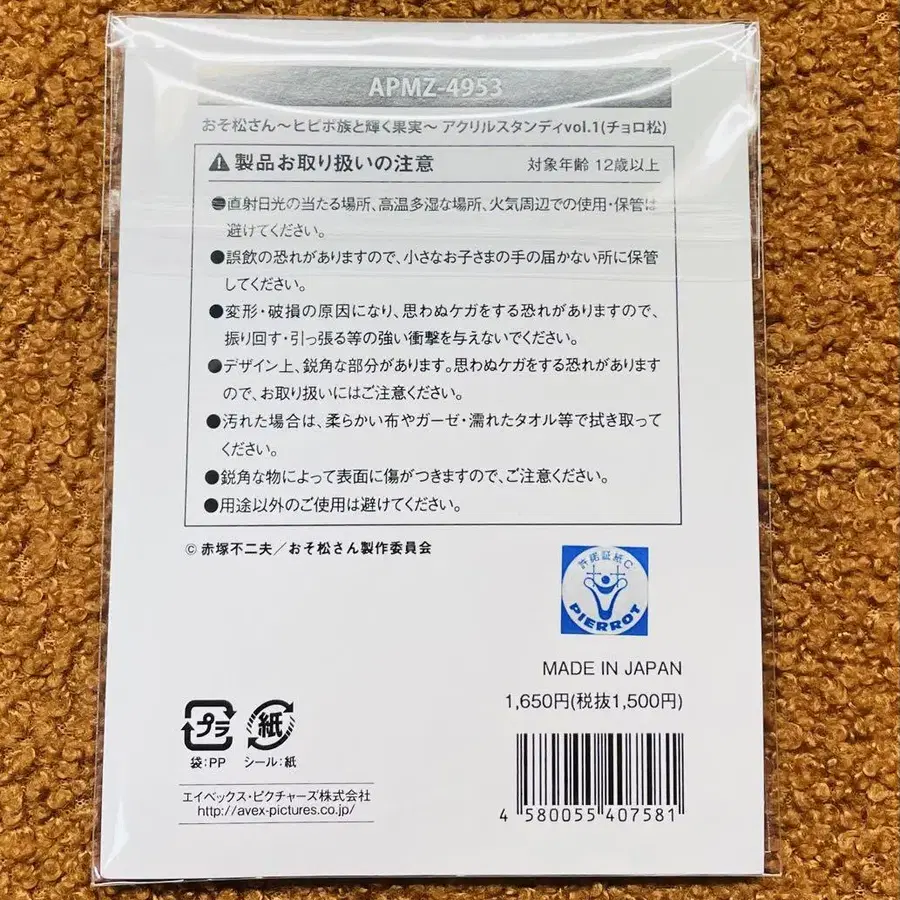 APMZ-4953
おそ松さん～ヒピポ族と輝く果実～ アクリルスタンディvol.1(チョロ松)
製品お取り扱いの注意 対象年齢 12歳以上
●直射日光の当たる場所、高温多湿な場所、火気周辺での使用・保管は
避けてください。
●誤飲の恐れがありますので、小さなお子さまの手の届かない所に保管
してください。
●変形・破損の原因になり、思わぬケガをする恐れがありますので、
振り回す・引っ張る等の強い衝撃を与えないでください。
●デザイン上、鋭角な部分があります。思わぬケガをする恐れがあります
ので、お取り扱いにはご注意ください。
●汚れた場合は、柔らかい布やガーゼ・濡れたタオル等で拭き取って
ください。
●鋭角な物によって表面に傷がつきますので、ご注意ください。
●用途以外のご使用は避けてください。
© 赤塚不二夫／おそ松さん製作委員会
許諾証紙C
PIERROT
MADE IN JAPAN
1,650円(税抜1,500円)
プラ 紙
袋:PP シール:紙
エイベックス・ピクチャーズ株式会社
http://avex-pictures.co.jp/
4 580055 407581